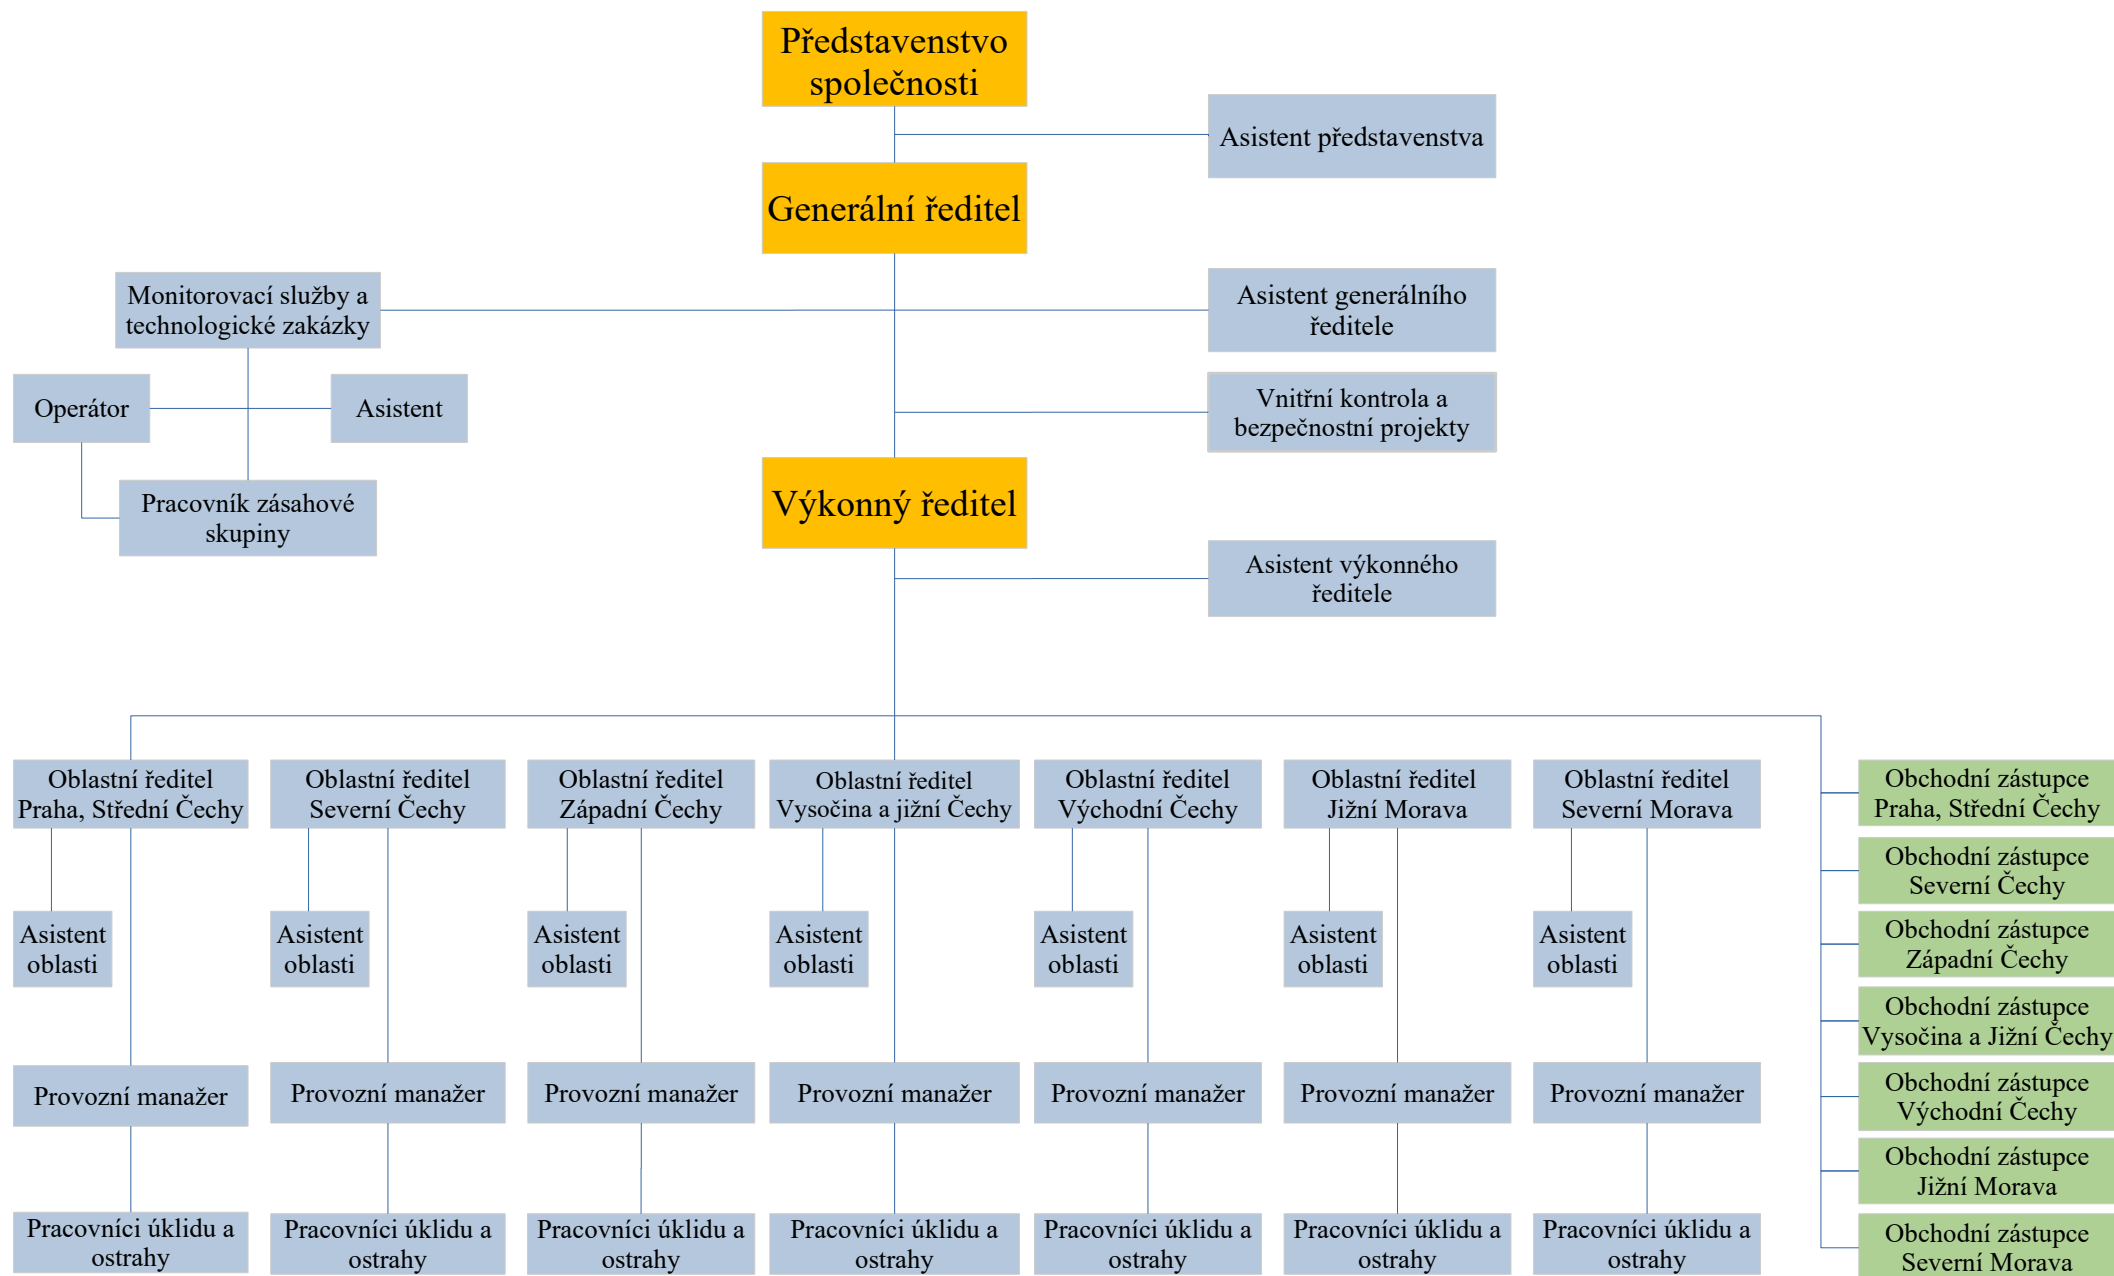 Představenstvo
společnosti
Asistent představenstva
Generální ředitel
Monitorovací služby a
technologické zakázky
Asistent generálního
ředitele
Operátor
Asistent
Vnitřní kontrola a
bezpečnostní projekty
Pracovník zásahové
skupiny
Výkonný ředitel
Asistent výkonného
ředitele
Oblastní ředitel
Praha, Střední Čechy
Oblastní ředitel
Severní Čechy
Oblastní ředitel
Západní Čechy
Oblastní ředitel
Vysočina a jižní Čechy
Oblastní ředitel
Východní Čechy
Oblastní ředitel
Jižní Morava
Oblastní ředitel
Severní Morava
Asistent
oblasti
Asistent
oblasti
Asistent
oblasti
Asistent
oblasti
Asistent
oblasti
Asistent
oblasti
Asistent
oblasti
Provozní manažer
Provozní manažer
Provozní manažer
Provozní manažer
Provozní manažer
Provozní manažer
Provozní manažer
Pracovníci úklidu a
ostrahy
Pracovníci úklidu a
ostrahy
Pracovníci úklidu a
ostrahy
Pracovníci úklidu a
ostrahy
Pracovníci úklidu a
ostrahy
Pracovníci úklidu a
ostrahy
Pracovníci úklidu a
ostrahy
Obchodní zástupce
Praha, Střední Čechy
Obchodní zástupce
Severní Čechy
Obchodní zástupce
Západní Čechy
Obchodní zástupce
Vysočina a Jižní Čechy
Obchodní zástupce
Východní Čechy
Obchodní zástupce
Jižní Morava
Obchodní zástupce
Severní Morava